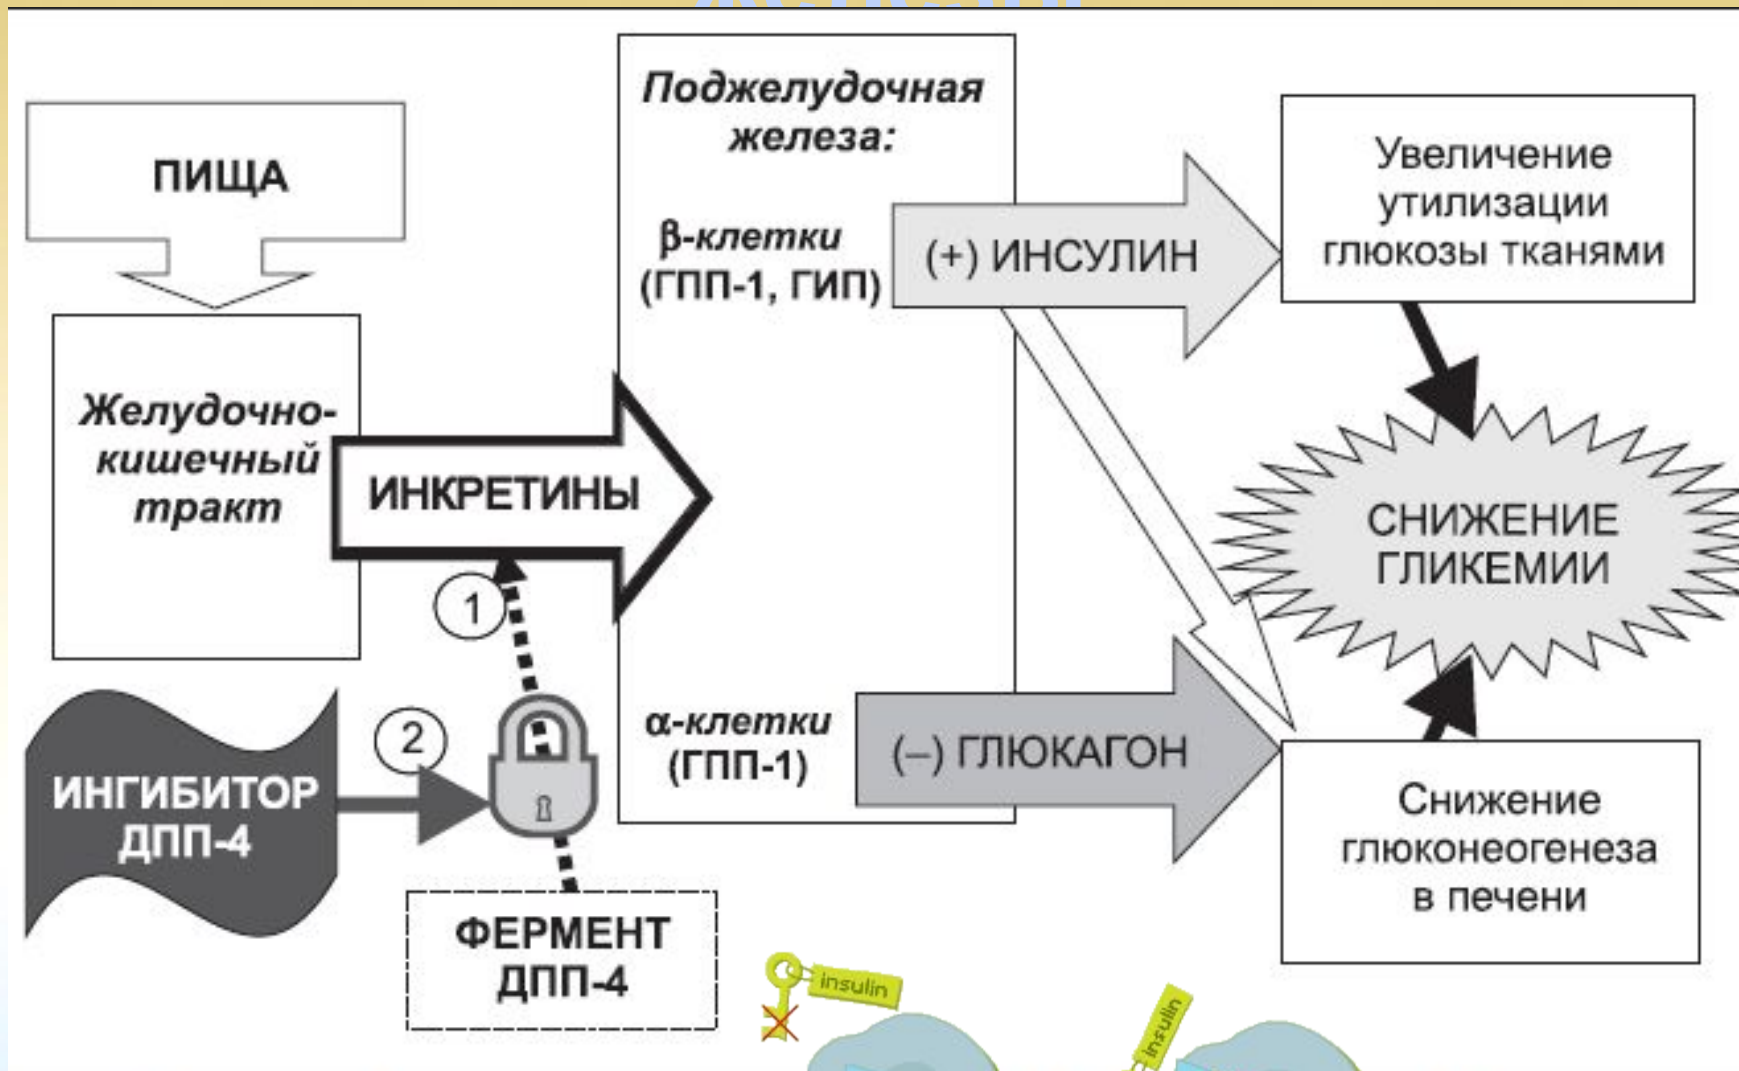 ПИЩА
Желудочно-
кишечный
тракт
ИНКРЕТИНЫ
1
2
ИНГИБИТОР
ДПП-4
ФЕРМЕНТ
ДПП-4
Поджелудочная
железа:
β-клетки
(ГПП-1, ГИП)
(+) ИНСУЛИН
α-клетки
(ГПП-1)
(–) ГЛЮКАГОН
Увеличение
утилизации
глюкозы тканями
СНИЖЕНИЕ
ГЛИКЕМИИ
Снижение
глюконеогенеза
в печени
insulin
insulin